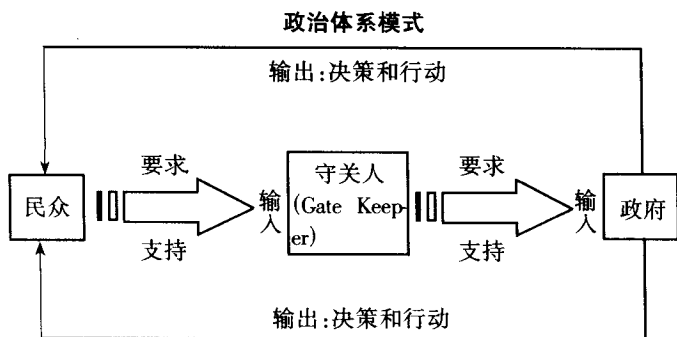 政治体系模式
输出:决策和行动
民众
要求
支持
输入
守关人
(Gate Keep-
er)
要求
支持
输入
政府
输出:决策和行动